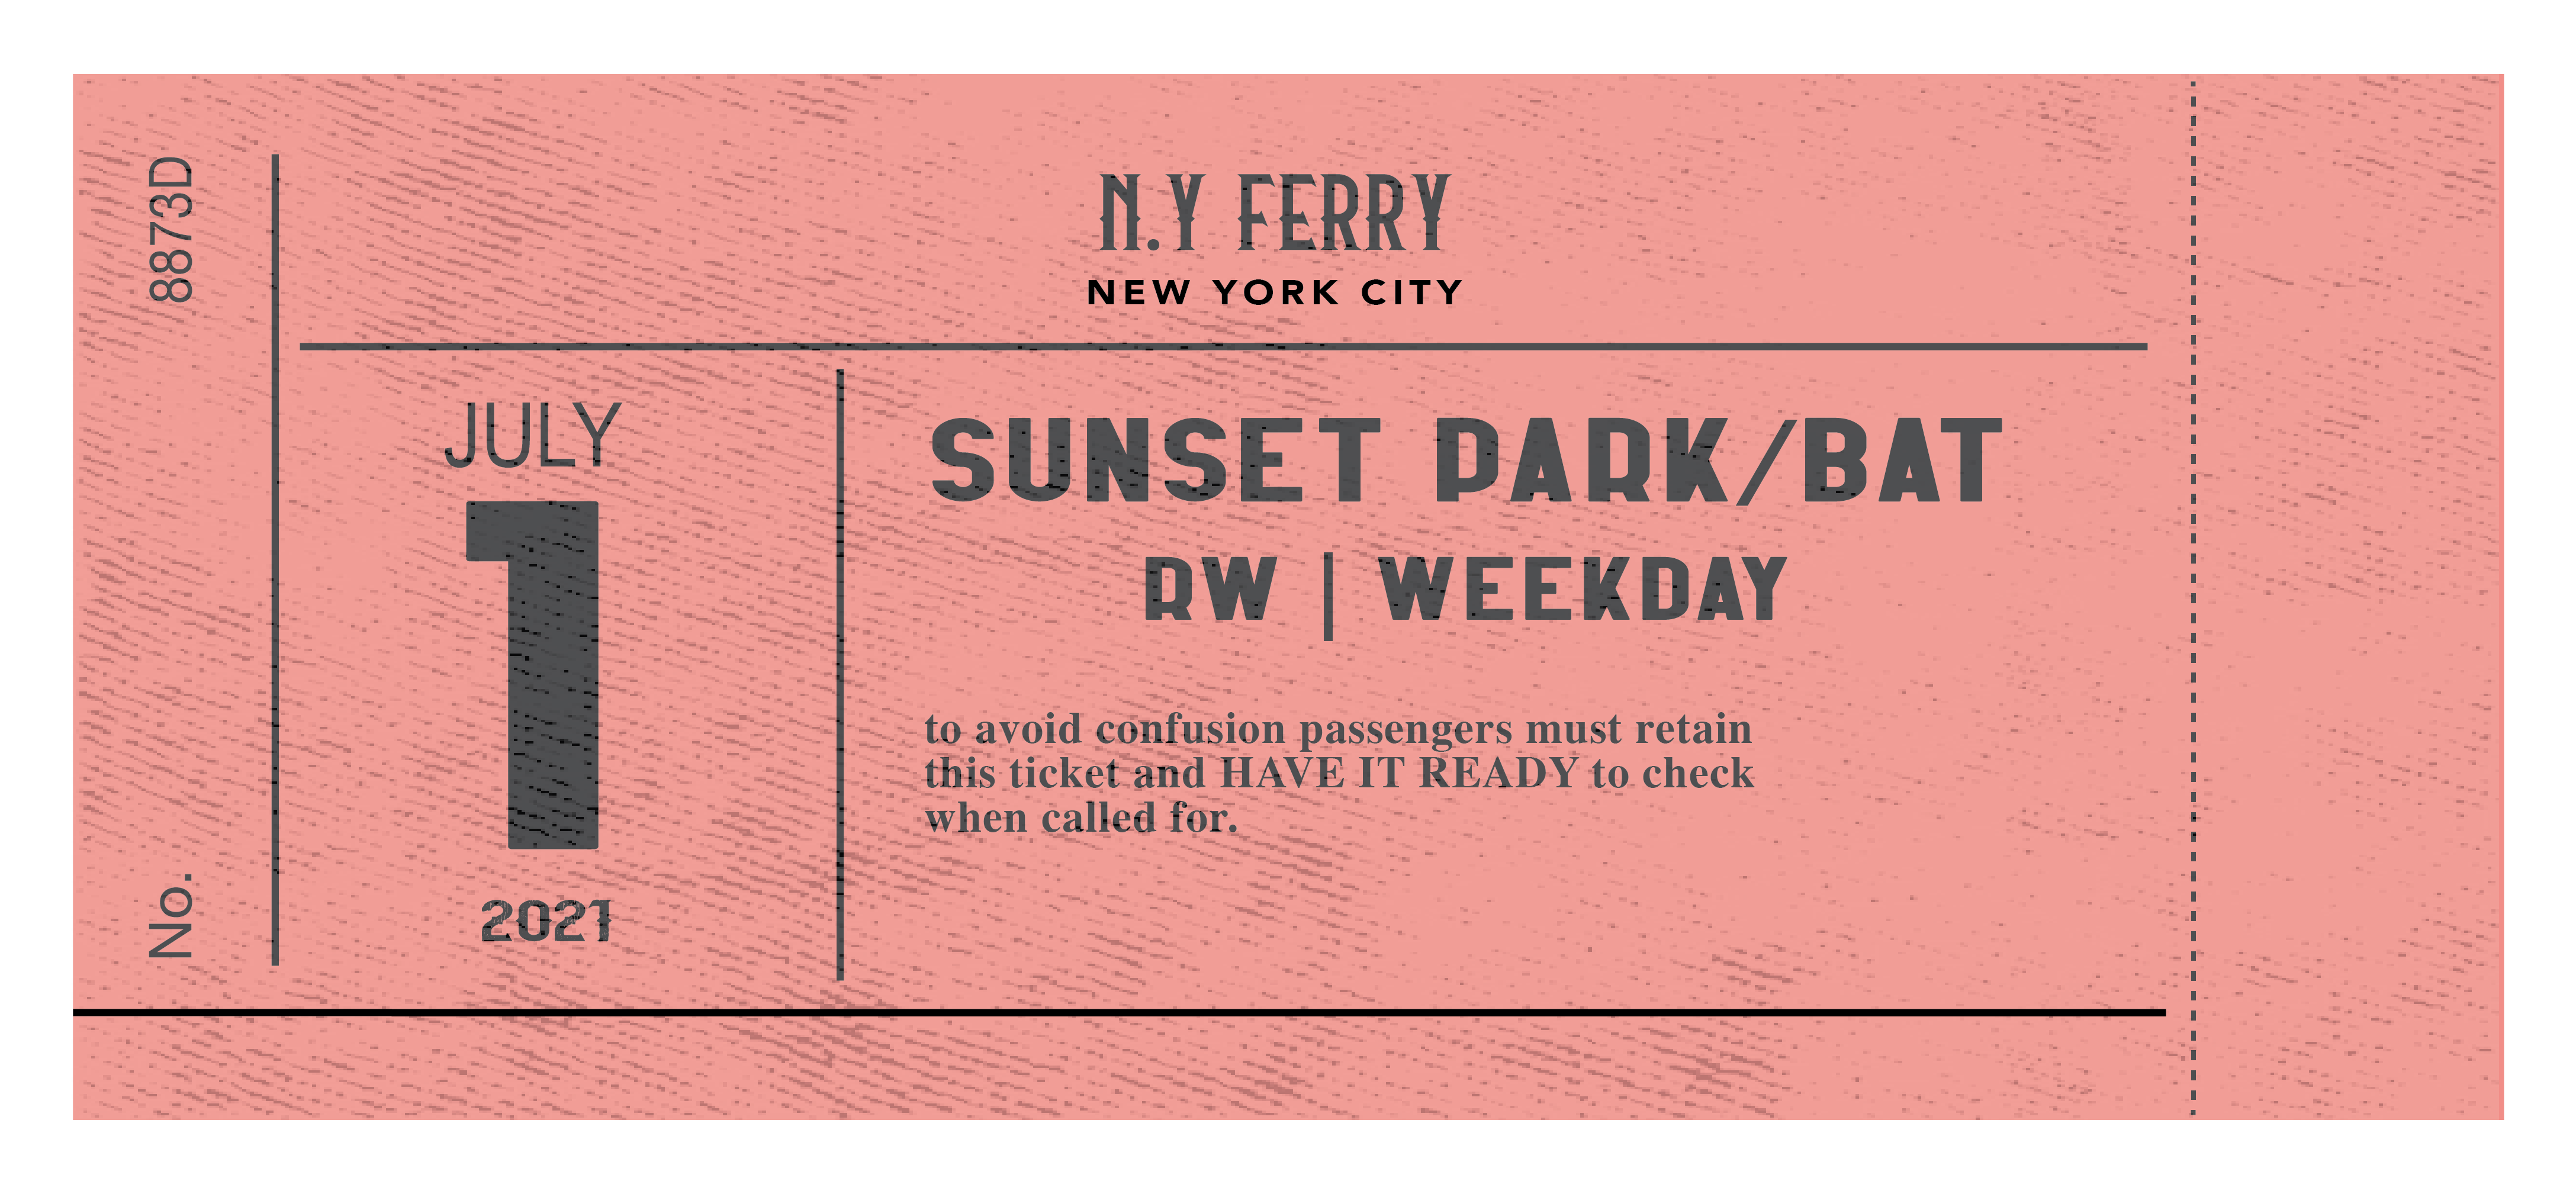 N.Y FERRY
NEW YORK CITY
No. 8873D
JULY
1
2021
SUNSET PARK/BAT
RW | WEEKDAY
to avoid confusion passengers must retain
this ticket and HAVE IT READY to check
when called for.